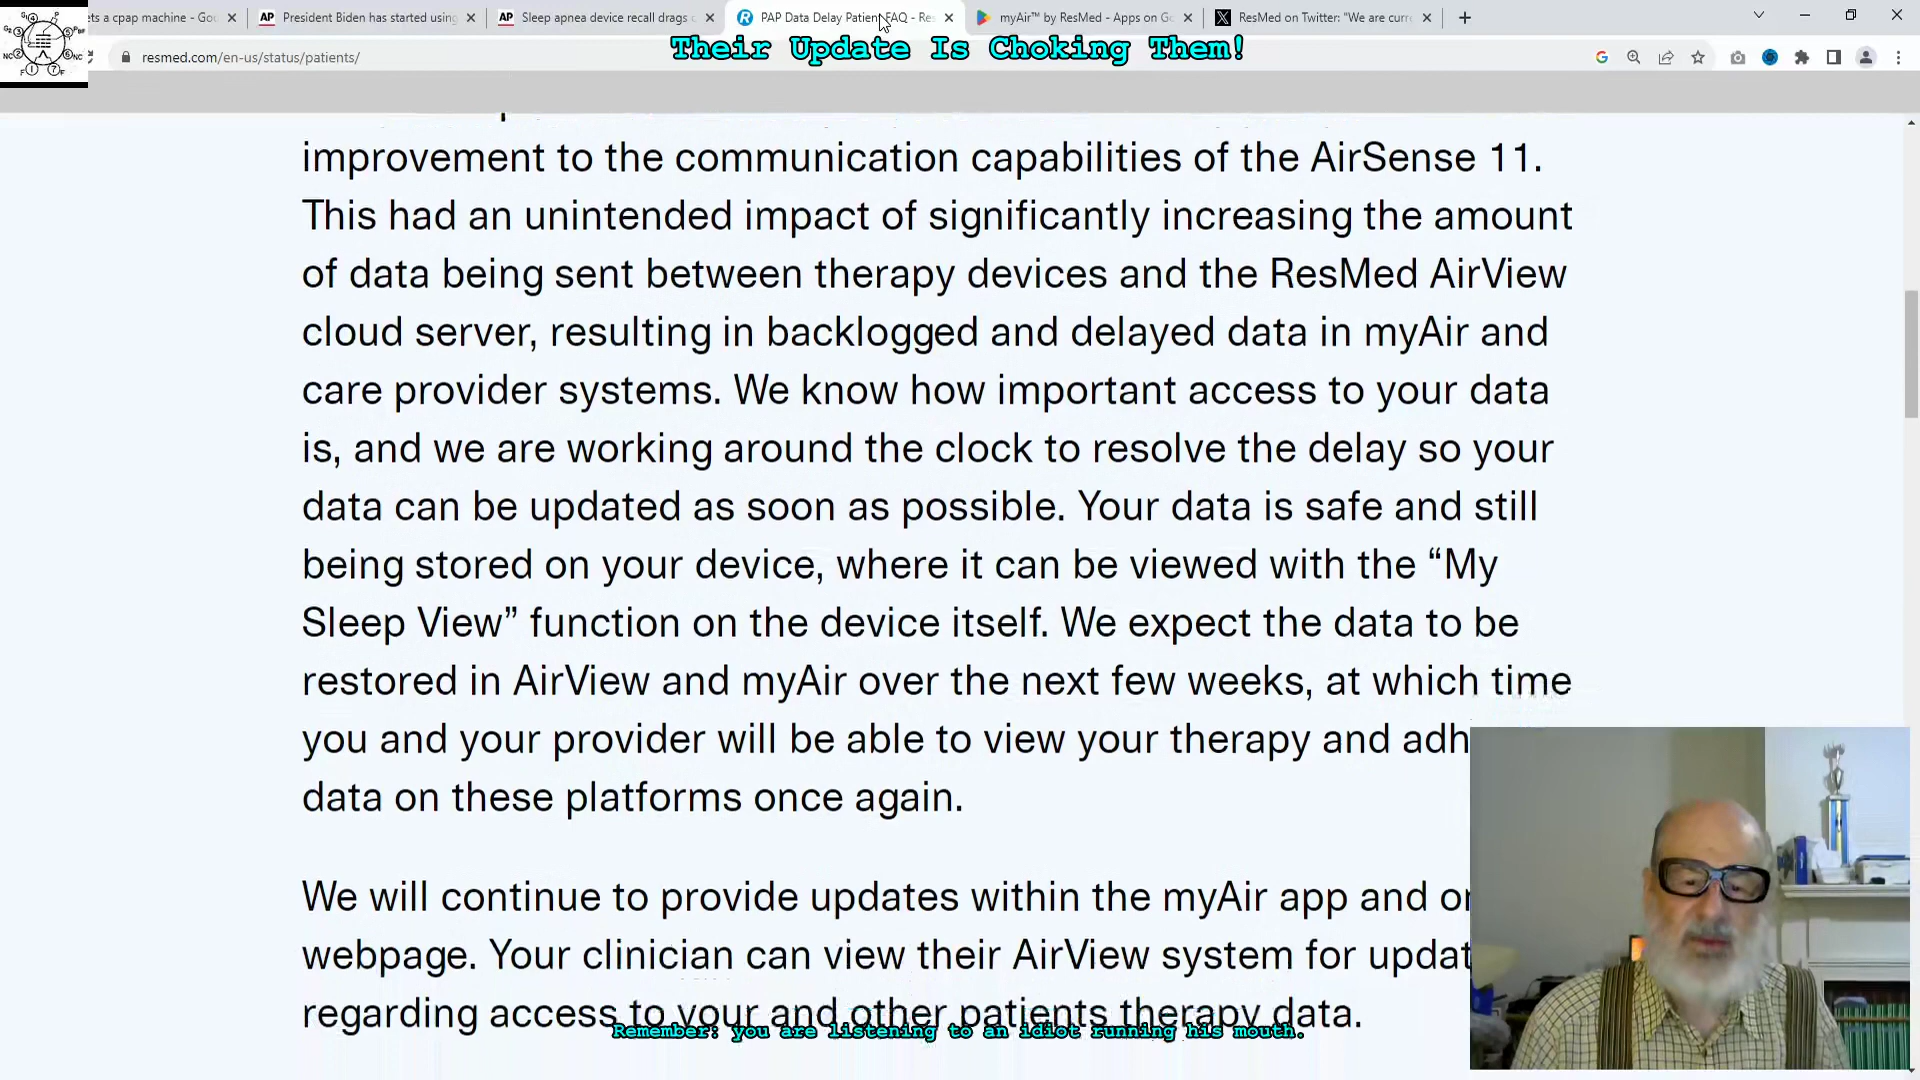 ets a cpap machine - Goo
President Biden has started using
Sleep apnea device recall drags o
PAP Data Delay Patient FAQ - Res
myAir™ by ResMed - Apps on Go
ResMed on Twitter: "We are curr
Their Update Is Choking Them!
resmed.com/en-us/status/patients/
improvement to the communication capabilities of the AirSense 11.
This had an unintended impact of significantly increasing the amount
of data being sent between therapy devices and the ResMed AirView
cloud server, resulting in backlogged and delayed data in myAir and
care provider systems. We know how important access to your data
is, and we are working around the clock to resolve the delay so your
data can be updated as soon as possible. Your data is safe and still
being stored on your device, where it can be viewed with the “My
Sleep View” function on the device itself. We expect the data to be
restored in AirView and myAir over the next few weeks, at which time
you and your provider will be able to view your therapy and adh
data on these platforms once again.
We will continue to provide updates within the myAir app and or
webpage. Your clinician can view their AirView system for updat
regarding access to your and other patients therapy data.
Remember: you are listening to an idiot running his mouth.